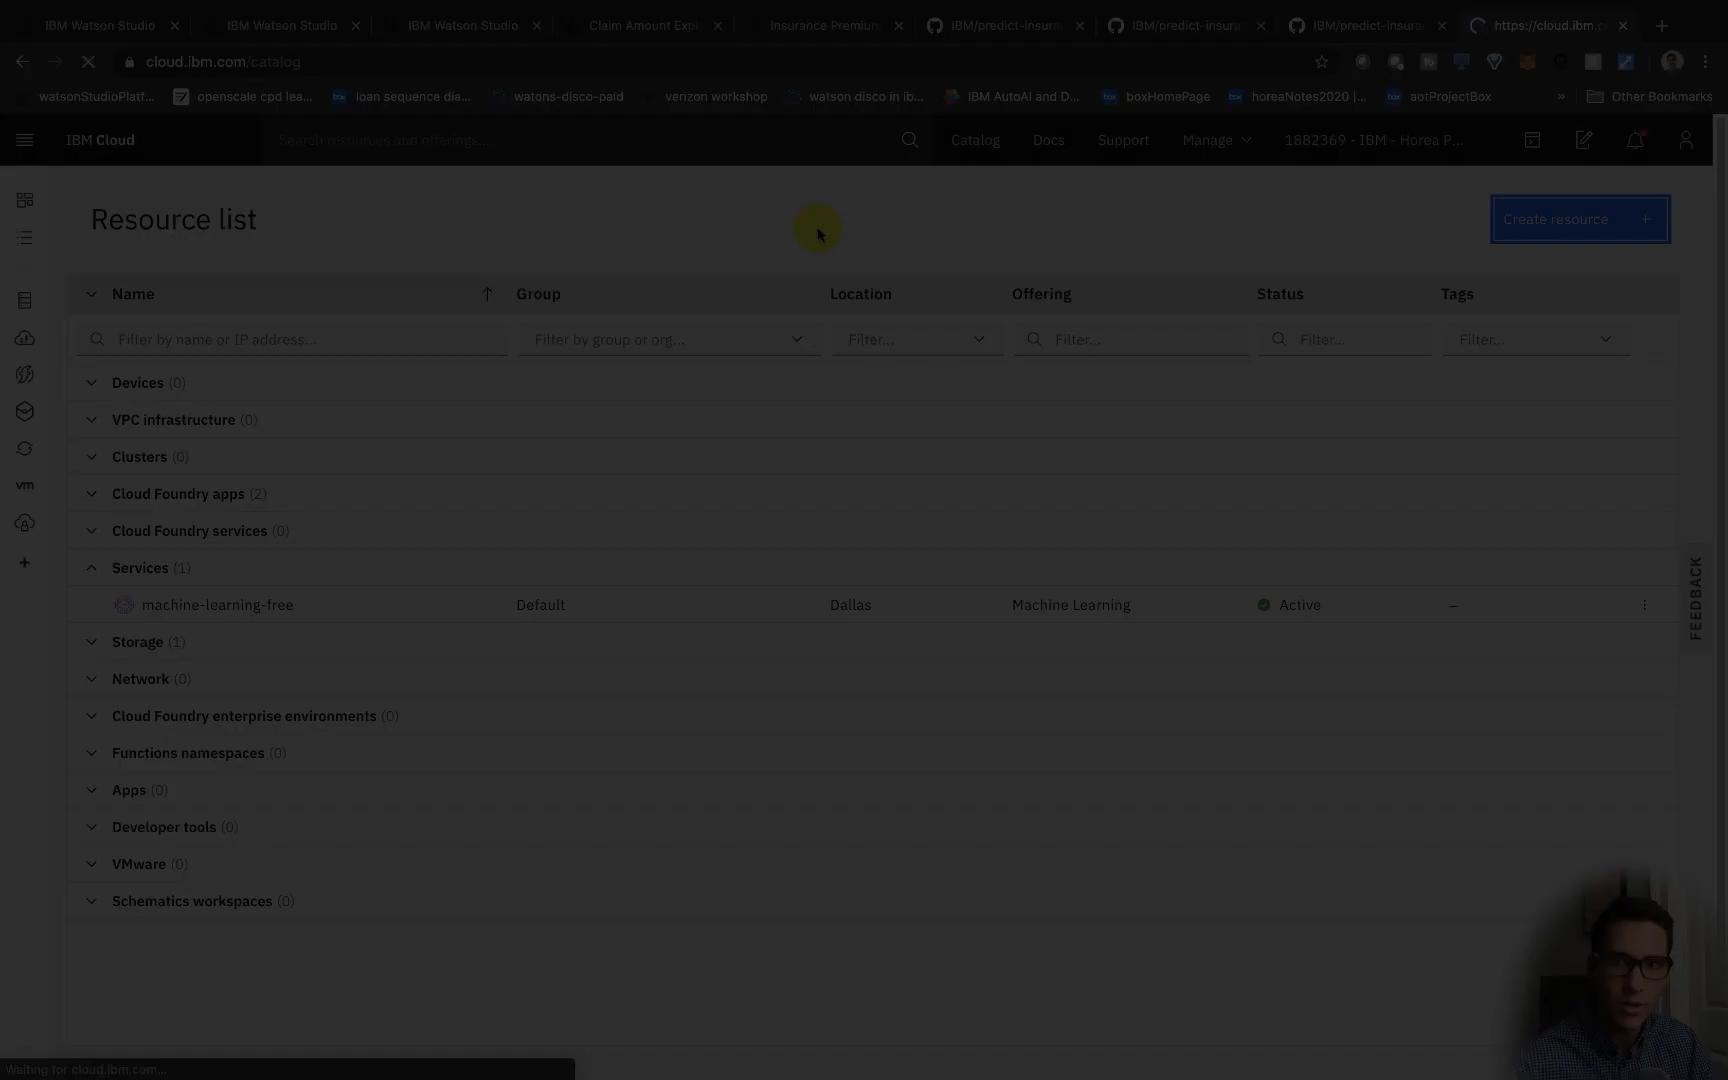 IBM Watson Studio
IBM Watson Studio
IBM Watson Studio
Claim Amount Expl
Insurance Premium
IBM/predict-insura
IBM/predict-insura
IBM/predict-insura
https://cloud.ibm.c
cloud.ibm.com/catalog
watsonStudioPlatf...
openscale cpd lea...
loan sequence dia...
watons-disco-paid
verizon workshop
watson disco in ib...
IBM AutoAI and D...
boxHomePage
horeaNotes2020 |...
aotProjectBox
»
Other Bookmarks
IBM Cloud
Search resources and offerings...
Catalog
Docs
Support
Manage
1882369 - IBM - Horea P...
Resource list
Create resource +
Name
Group
Location
Offering
Status
Tags
Filter by name or IP address...
Filter by group or org...
Filter...
Filter...
Filter...
Filter...
Devices (0)
VPC infrastructure (0)
Clusters (0)
Cloud Foundry apps (2)
Cloud Foundry services (0)
Services (1)
machine-learning-free
Default
Dallas
Machine Learning
Active
–
Storage (1)
Network (0)
Cloud Foundry enterprise environments (0)
Functions namespaces (0)
Apps (0)
Developer tools (0)
VMware (0)
Schematics workspaces (0)
vm
FEEDBACK
Waiting for cloud.ibm.com...